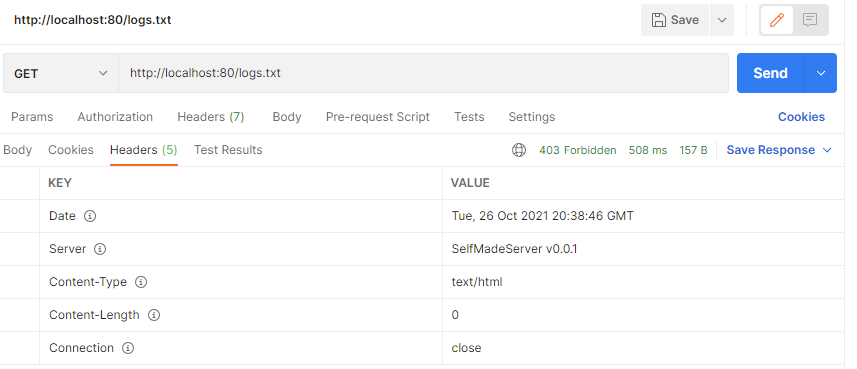 http://localhost:80/logs.txt Save
GET http://localhost:80/logs.txt Send
Params Authorization Headers (7) Body Pre-request Script Tests Settings Cookies
Body Cookies Headers (5) Test Results 403 Forbidden 508 ms 157 B Save Response
KEY VALUE
Date Tue, 26 Oct 2021 20:38:46 GMT
Server SelfMadeServer v0.0.1
Content-Type text/html
Content-Length 0
Connection close